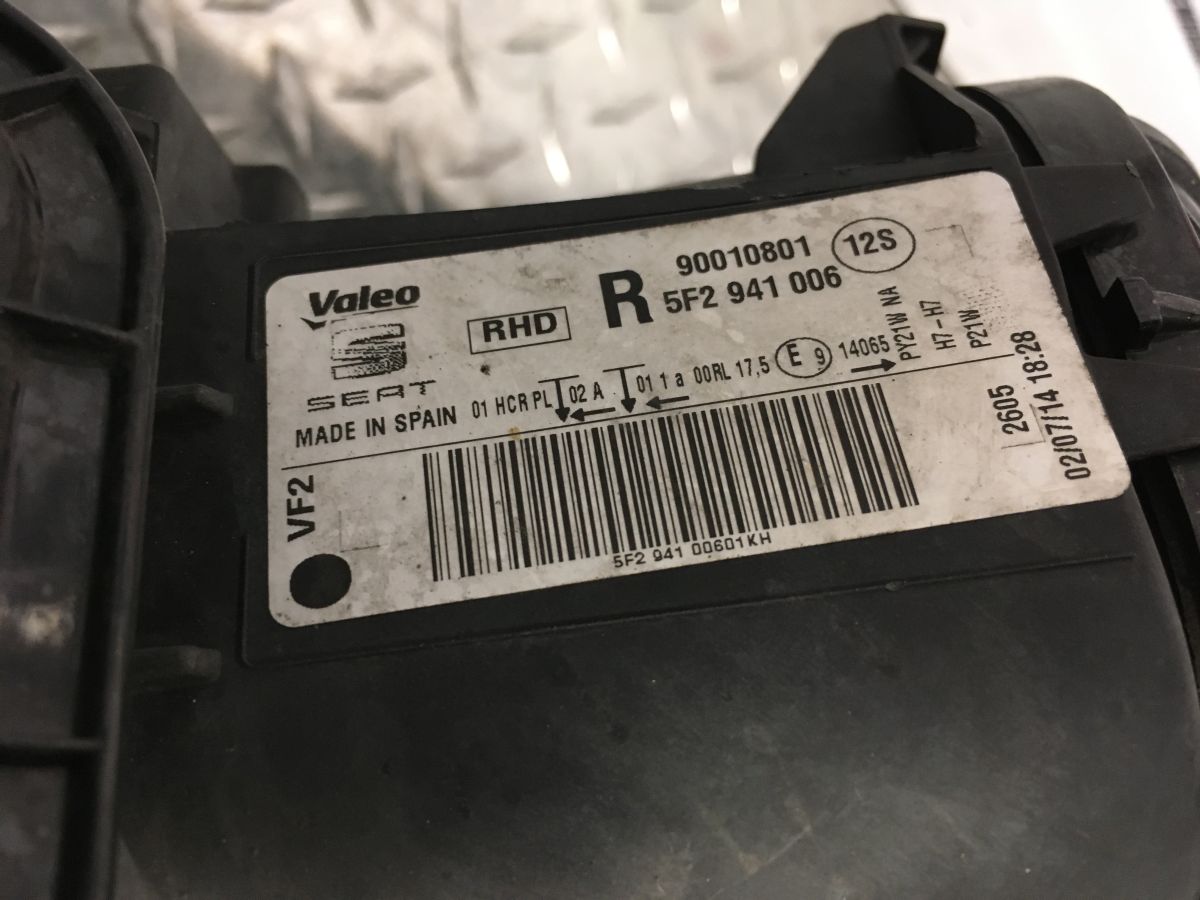 Valeo
SEAT
MADE IN SPAIN
RHD
R
90010801
5F2 941 006
12S
01 HCR PL 02 A 01 1 a 00RL 17,5 E 9 14065
PY21W NA
H7 - H7
P21W
VF2
5F2 941 00601KH
2605
02/07/14 18:28